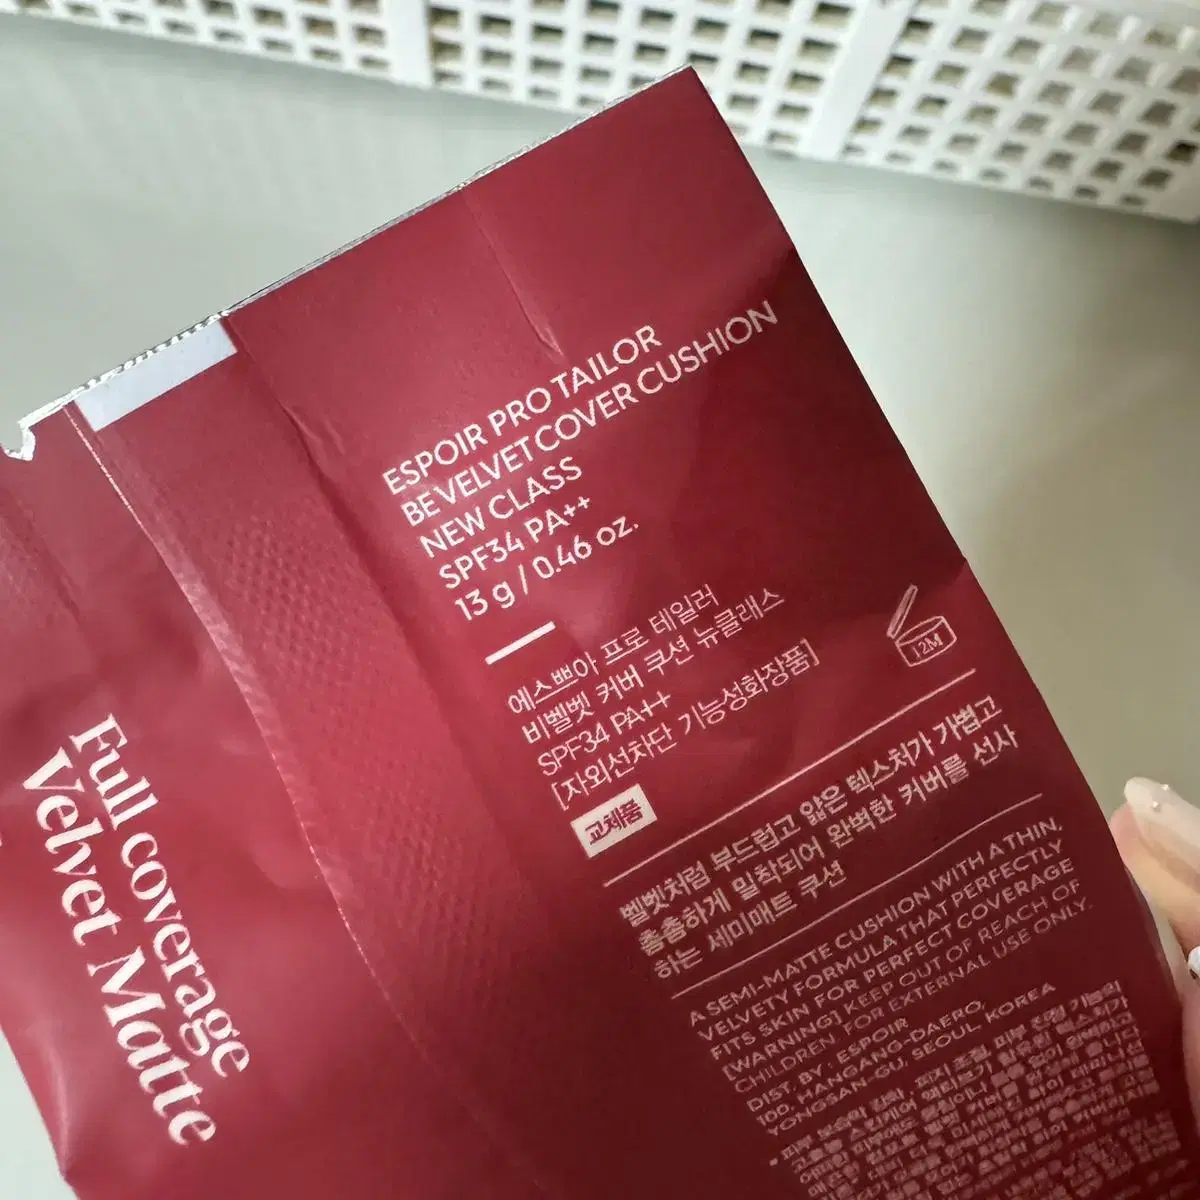 ESPOIR PRO TAILOR
BE VELVET COVER CUSHION
NEW CLASS
SPF34 PA++
13 g / 0.46 oz.
에스쁘아 프로 테일러
비벨벳 커버 쿠션 뉴클래스
SPF34 PA++
[자외선차단 기능성화장품]
12M
교체품
벨벳처럼 부드럽고 얇은 텍스처가 가볍고
촘촘하게 밀착되어 완벽한 커버를 선사
하는 세미매트 쿠션
A SEMI-MATTE CUSHION WITH A THIN,
VELVETY FORMULA THAT PERFECTLY
FITS SKIN FOR PERFECT COVERAGE
[WARNING] KEEP OUT OF REACH OF
CHILDREN. FOR EXTERNAL USE ONLY.
DIST. BY : ESPOIR
100, HANGANG-DAERO,
YONGSAN-GU, SEOUL, KOREA
Full coverage
Velvet Matte